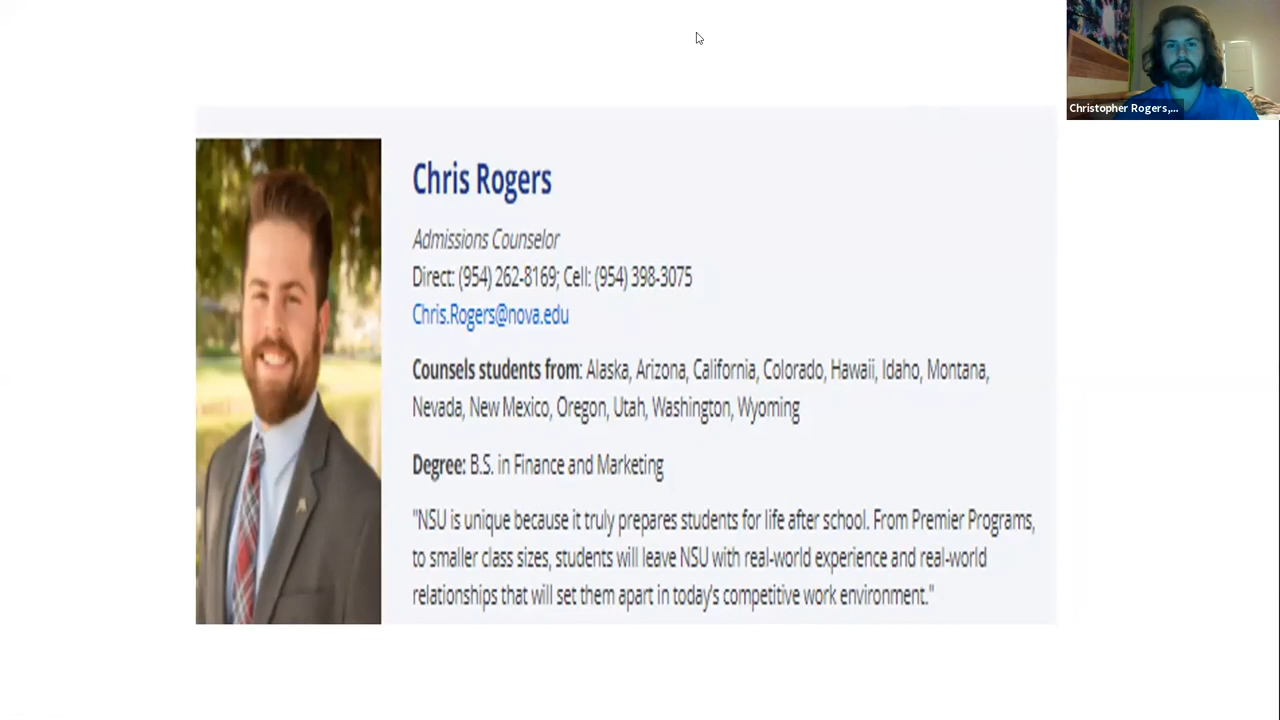 Christopher Rogers,...
Chris Rogers
Admissions Counselor
Direct: (954) 262-8169; Cell: (954) 398-3075
Chris.Rogers@nova.edu
Counsels students from: Alaska, Arizona, California, Colorado, Hawaii, Idaho, Montana,
Nevada, New Mexico, Oregon, Utah, Washington, Wyoming
Degree: B.S. in Finance and Marketing
"NSU is unique because it truly prepares students for life after school. From Premier Programs,
to smaller class sizes, students will leave NSU with real-world experience and real-world
relationships that will set them apart in today's competitive work environment."